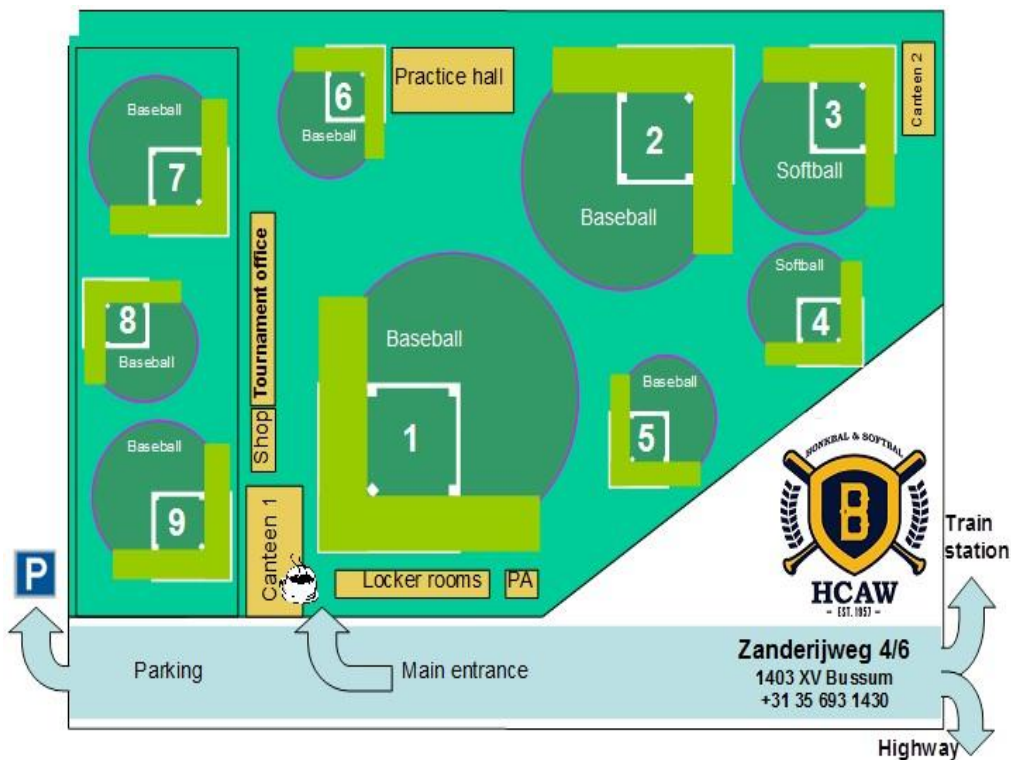 Baseball
7
6
Baseball
Practice hall
2
Baseball
3
Softball
Canteen 2
Softball
4
8
Baseball
Tournament office
Shop
Baseball
1
Baseball
5
Baseball
9
Canteen 1
Locker rooms
PA
HONKBAL & SOFTBAL
B
HCAW
- EST. 1957 -
Train
station
P
Parking
Main entrance
Zanderijweg 4/6
1403 XV Bussum
+31 35 693 1430
Highway